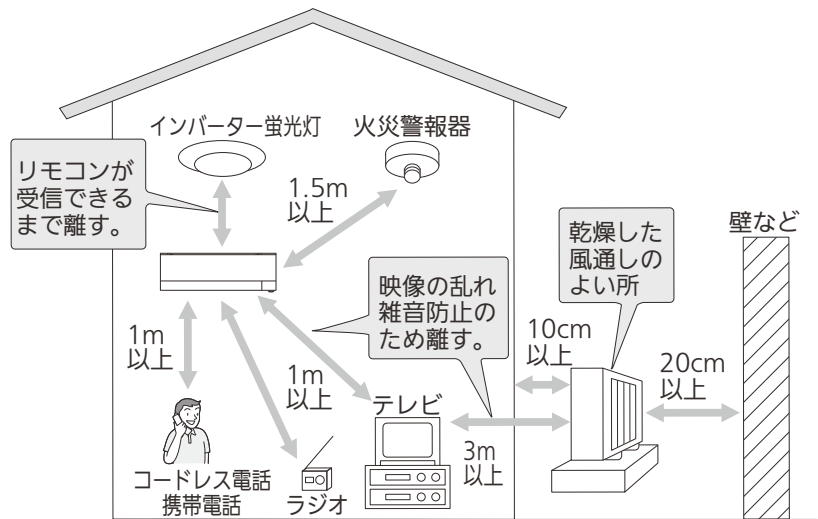 インバーター蛍光灯
火災警報器
リモコンが
受信できる
まで離す。
1.5m
以上
壁など
乾燥した
風通しの
よい所
映像の乱れ
雑音防止の
ため離す。
1m
以上
10cm
以上
20cm
以上
1m
以上
テレビ
3m
以上
コードレス電話
携帯電話
ラジオ